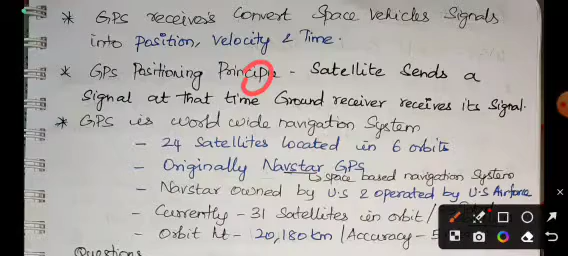 * GPS receivers convert Space Vehicles Signals
into Position, Velocity & Time.
* GPS Positioning Principle - Satellite Sends a
Signal at that time Ground receiver receives its Signal.
* GPS is world wide navigation System
- 24 Satellites located in 6 orbits
- Originally Navstar GPS
↳ space based navigation System
- Navstar owned by U.S & operated by U.S Airforce
- Currently - 31 Satellites in orbit/
- Orbit ht - 20,180km / Accuracy - 5
Questions